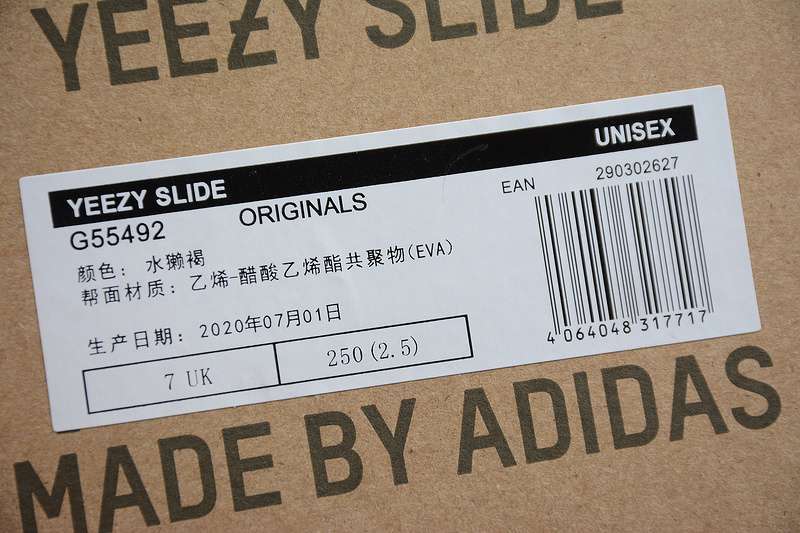 YEEZY SLIDE
YEEZY SLIDE
UNISEX
G55492
ORIGINALS
EAN
290302627
颜色：水獭褐
帮面材质：乙烯-醋酸乙烯酯共聚物(EVA)
生产日期：2020年07月01日
7 UK
250(2.5)
4 064048 317717
MADE BY ADIDAS